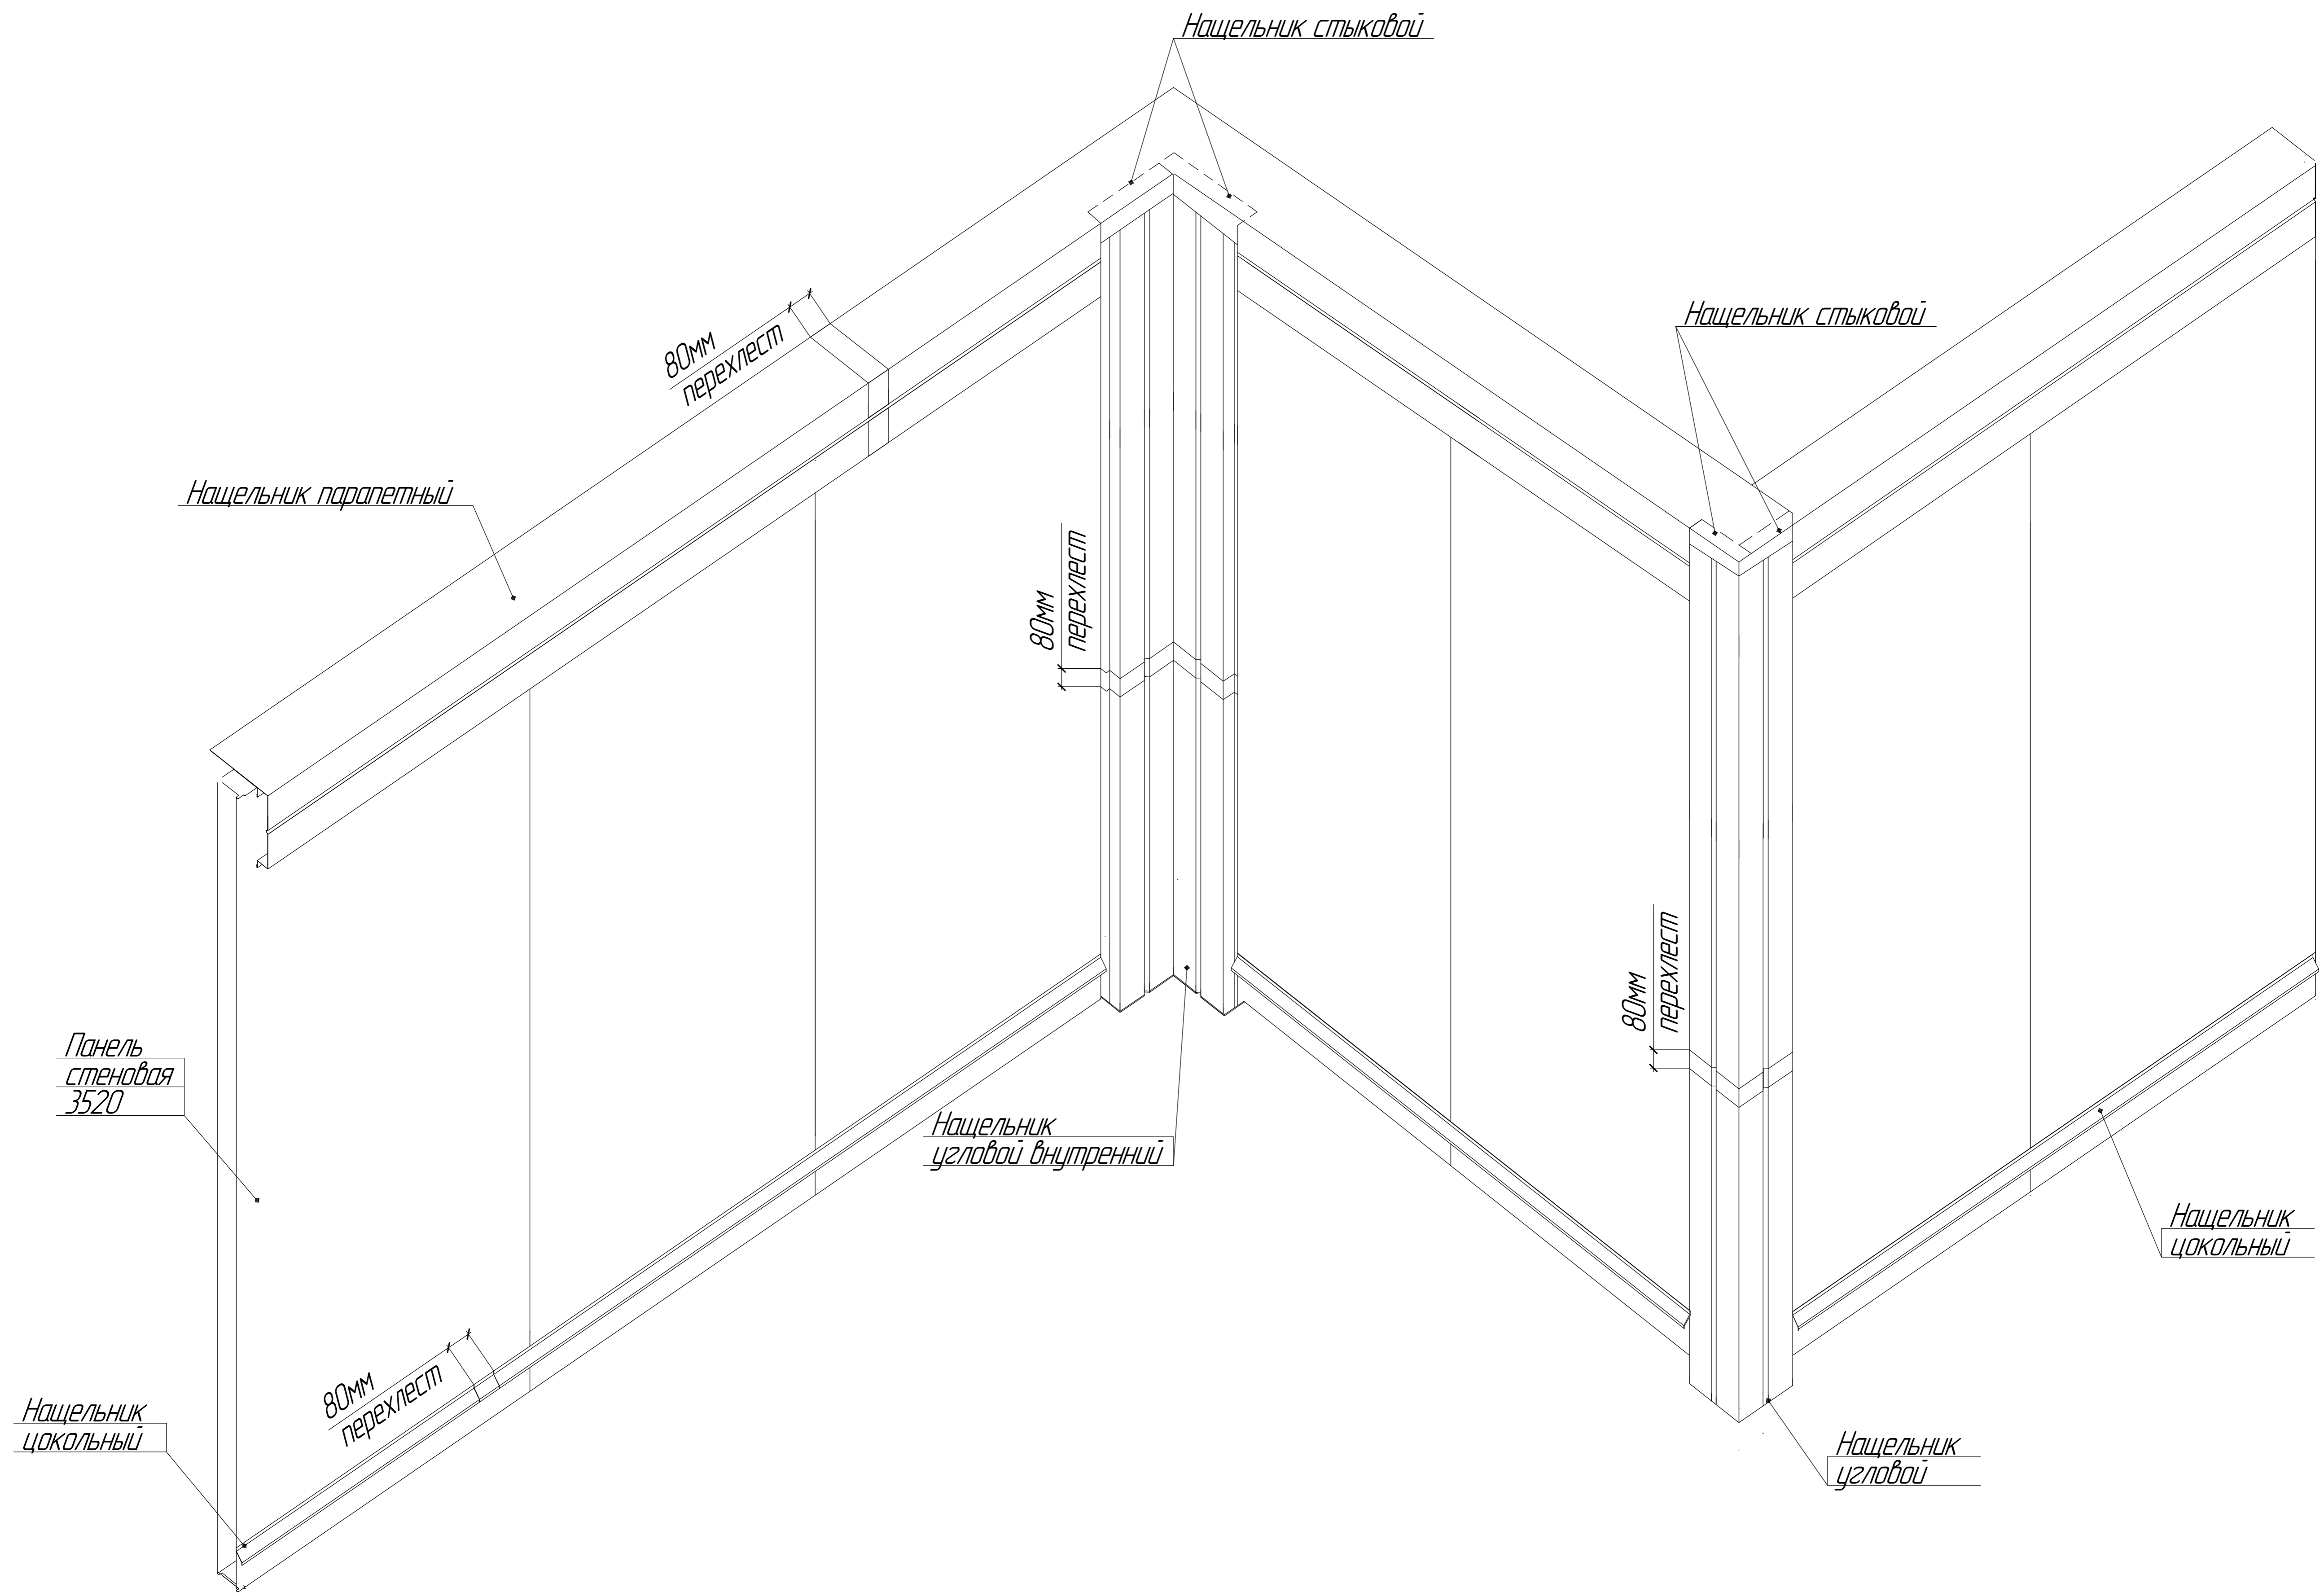 Нащельник стыковой
Нащельник стыковой
80мм
перехлест
Нащельник парапетный
80мм
перехлест
80мм
перехлест
Панель
стеновая
3520
Нащельник
угловой внутренний
Нащельник
цокольный
80мм
перехлест
Нащельник
цокольный
Нащельник
угловой